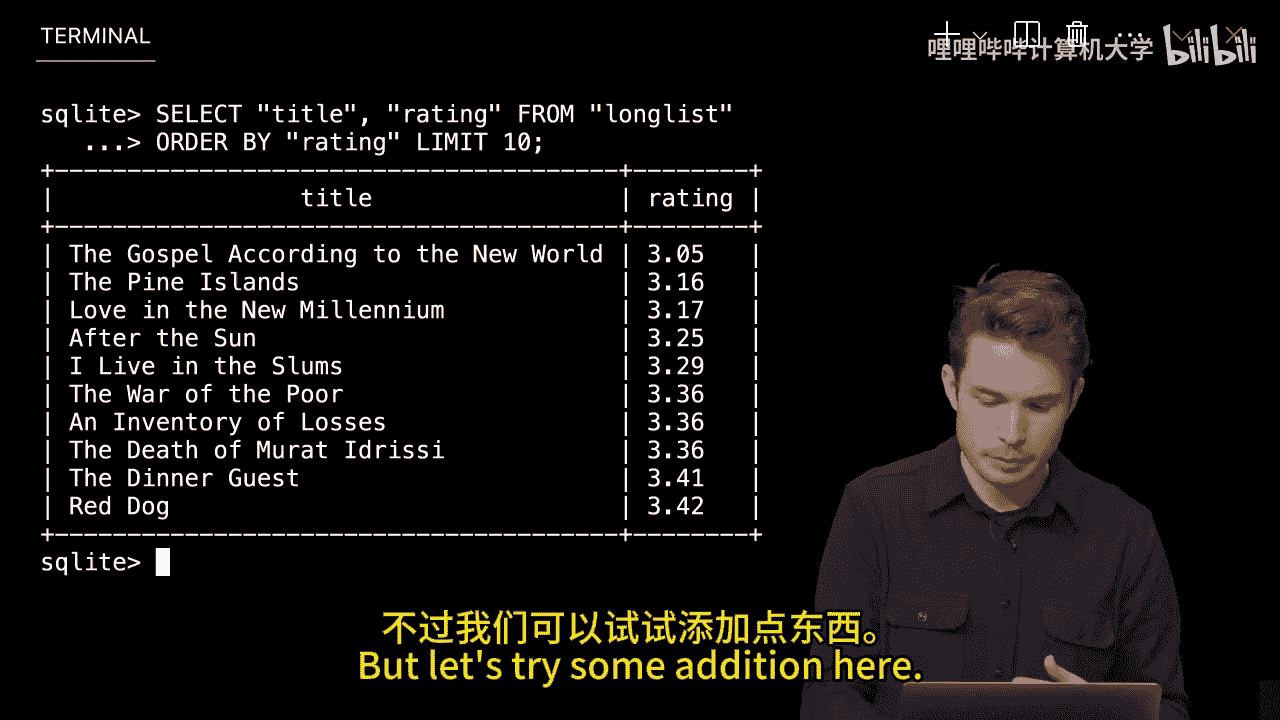 TERMINAL
哔哩哔哩计算机大学 bilibili
sqlite> SELECT "title", "rating" FROM "longlist"
...> ORDER BY "rating" LIMIT 10;
+---------------------------------------+--------+
| title | rating |
+---------------------------------------+--------+
| The Gospel According to the New World | 3.05 |
| The Pine Islands | 3.16 |
| Love in the New Millennium | 3.17 |
| After the Sun | 3.25 |
| I Live in the Slums | 3.29 |
| The War of the Poor | 3.36 |
| An Inventory of Losses | 3.36 |
| The Death of Murat Idrissi | 3.36 |
| The Dinner Guest | 3.41 |
| Red Dog | 3.42 |
+---------------------------------------+--------+
sqlite>
不过我们可以试试添加点东西。
But let's try some addition here.